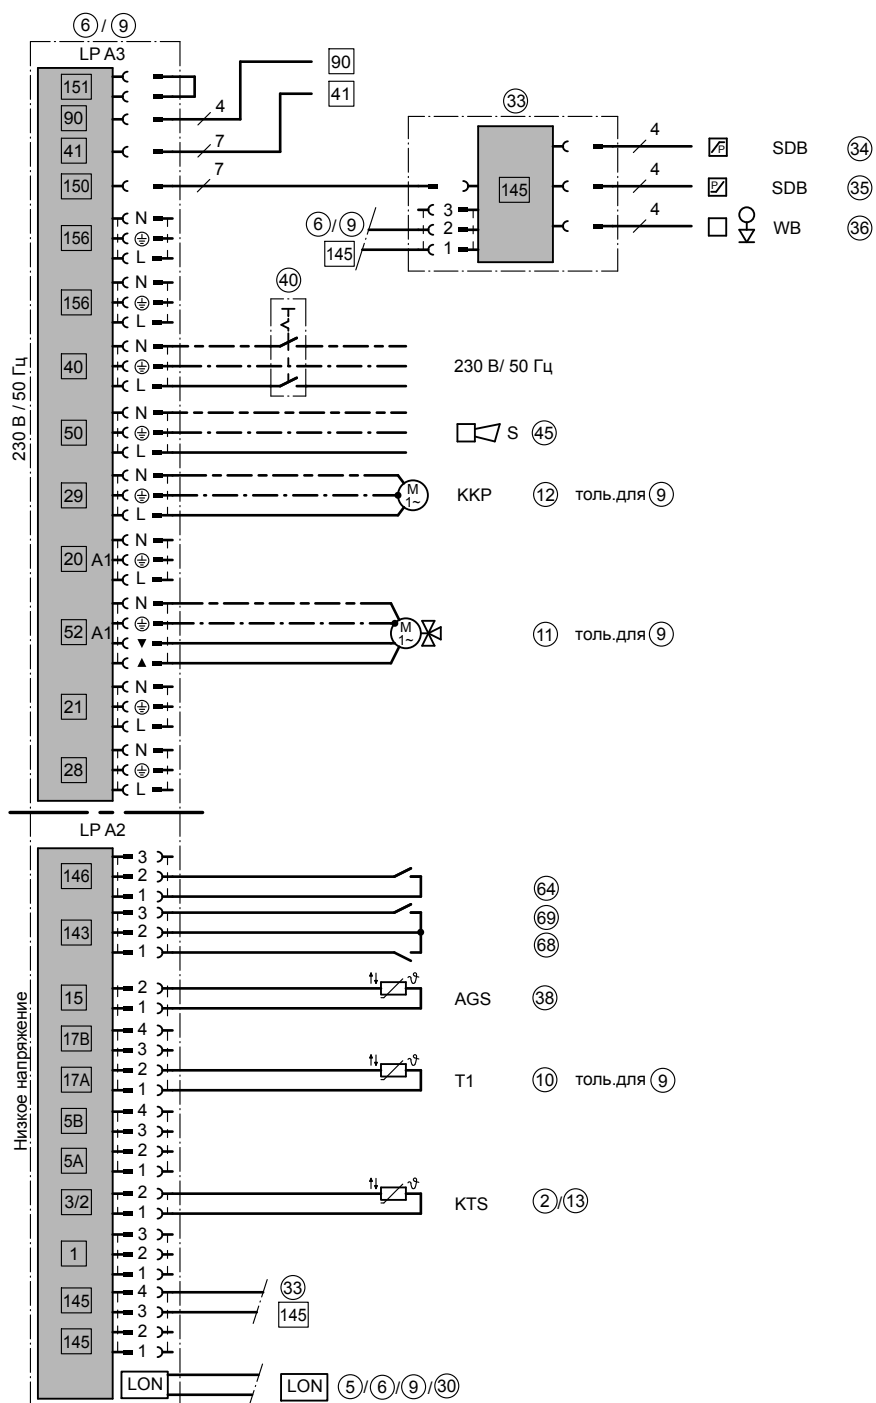 6 / 9
LP A3
151
90
90 4
41
41 7
150 7
33
145
4 P SDB 34
4 P SDB 35
4 WB 36
3
6 / 9 2
145 1
156 N
L
156 N
L
40
40 N
230 В/ 50 Гц
L
50 N
S 45
L
29 N
M 1~ KKP 12 толь.для 9
L
20 A1 N
L
52 A1 N
M 1~ 11 толь.для 9
▼
▲
21 N
L
28 N
L
230 В / 50 Гц
LP A2
146 3
2
1 64
143 3 69
2
1 68
15 2 ϑ
1 AGS 38
17B 4
3
17A 2 ϑ
1 T1 10 толь.для 9
5B 4
3
5A 2
1
3/2 2 ϑ
1 KTS 2/13
1 3
2
1
145 4 33
3 145
145 2
1
LON LON 5/6/9/30
Низкое напряжение